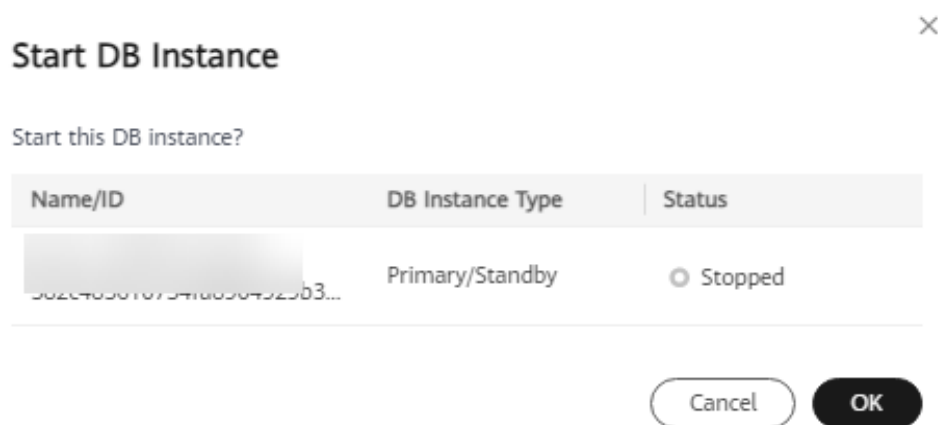 Start DB Instance
Start this DB instance?
Name/ID DB Instance Type Status
Primary/Standby Stopped
Cancel OK